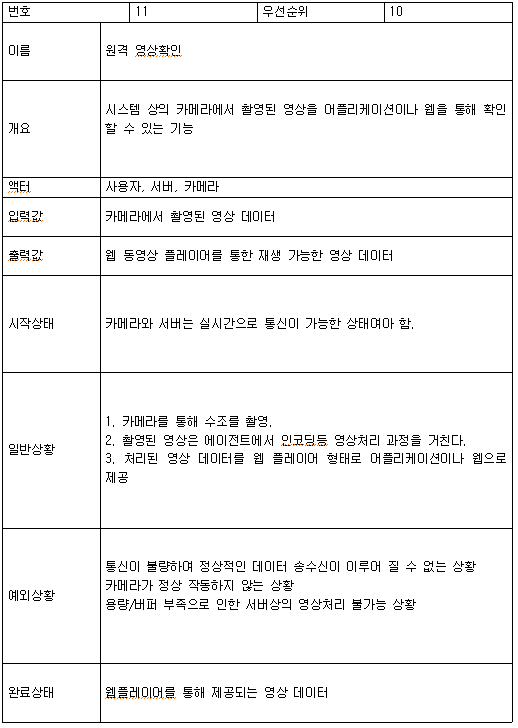 번호 11 우선순위 10
이름 원격 영상확인
시스템 상의 카메라에서 촬영된 영상을 어플리케이션이나 웹을 통해 확인
개요 할 수 있는 기능
액터 사용자, 서버, 카메라
입력값 카메라에서 촬영된 영상 데이터
출력값 웹 동영상 플레이어를 통한 재생 가능한 영상 데이터
시작상태 카메라와 서버는 실시간으로 통신이 가능한 상태여아 함.
일반상황 1. 카메라를 통해 수조를 촬영.
2. 촬영된 영상은 에이전트에서 인코딩등 영상처리 과정을 거친다.
3. 처리된 영상 데이터를 웹 플레이어 형태로 어플리케이션이나 웹으로
제공
예외상황 통신이 불량하여 정상적인 데이터 송수신이 이루어 질 수 없는 상황
카메라가 정상 작동하지 않는 상황
용량/버퍼 부족으로 인한 서버상의 영상처리 불가능 상황
완료상태 웹플레이어를 통해 제공되는 영상 데이터